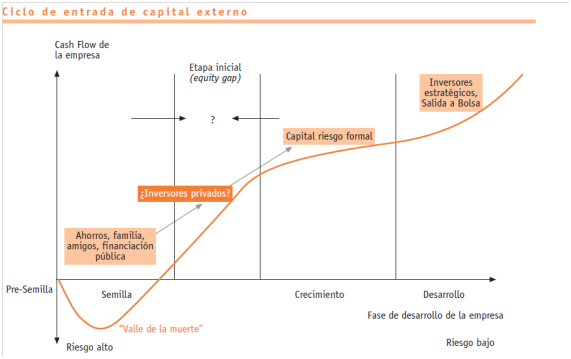 Ciclo de entrada de capital externo
Cash Flow de
la empresa
Etapa inicial
(equity gap)
?
Inversores
estratégicos,
Salida a Bolsa
Capital riesgo formal
¿Inversores privados?
Ahorros, familia,
amigos, financiación
pública
Pre-Semilla
Semilla
Crecimiento
Desarrollo
Fase de desarrollo de la empresa
"Valle de la muerte"
Riesgo alto
Riesgo bajo